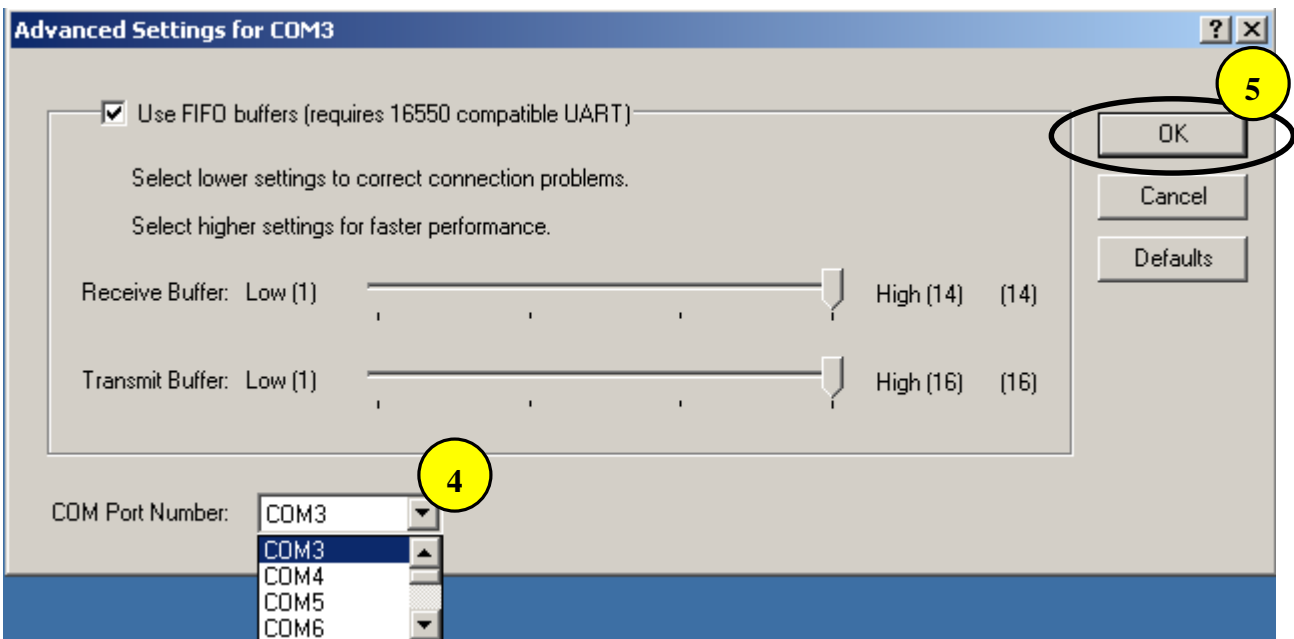 Advanced Settings for COM3
?
5
Use FIFO buffers (requires 16550 compatible UART)
OK
Select lower settings to correct connection problems.
Cancel
Select higher settings for faster performance.
Defaults
Receive Buffer: Low (1) High (14) (14)
Transmit Buffer: Low (1) High (16) (16)
4
COM Port Number: COM3
COM3
COM4
COM5
COM6